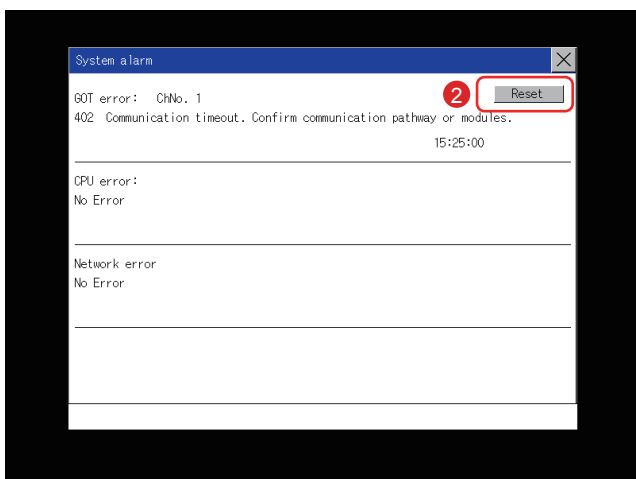 System alarm
2 Reset
GOT error: ChNo. 1
402 Communication timeout. Confirm communication pathway or modules.
15:25:00
CPU error:
No Error
Network error
No Error